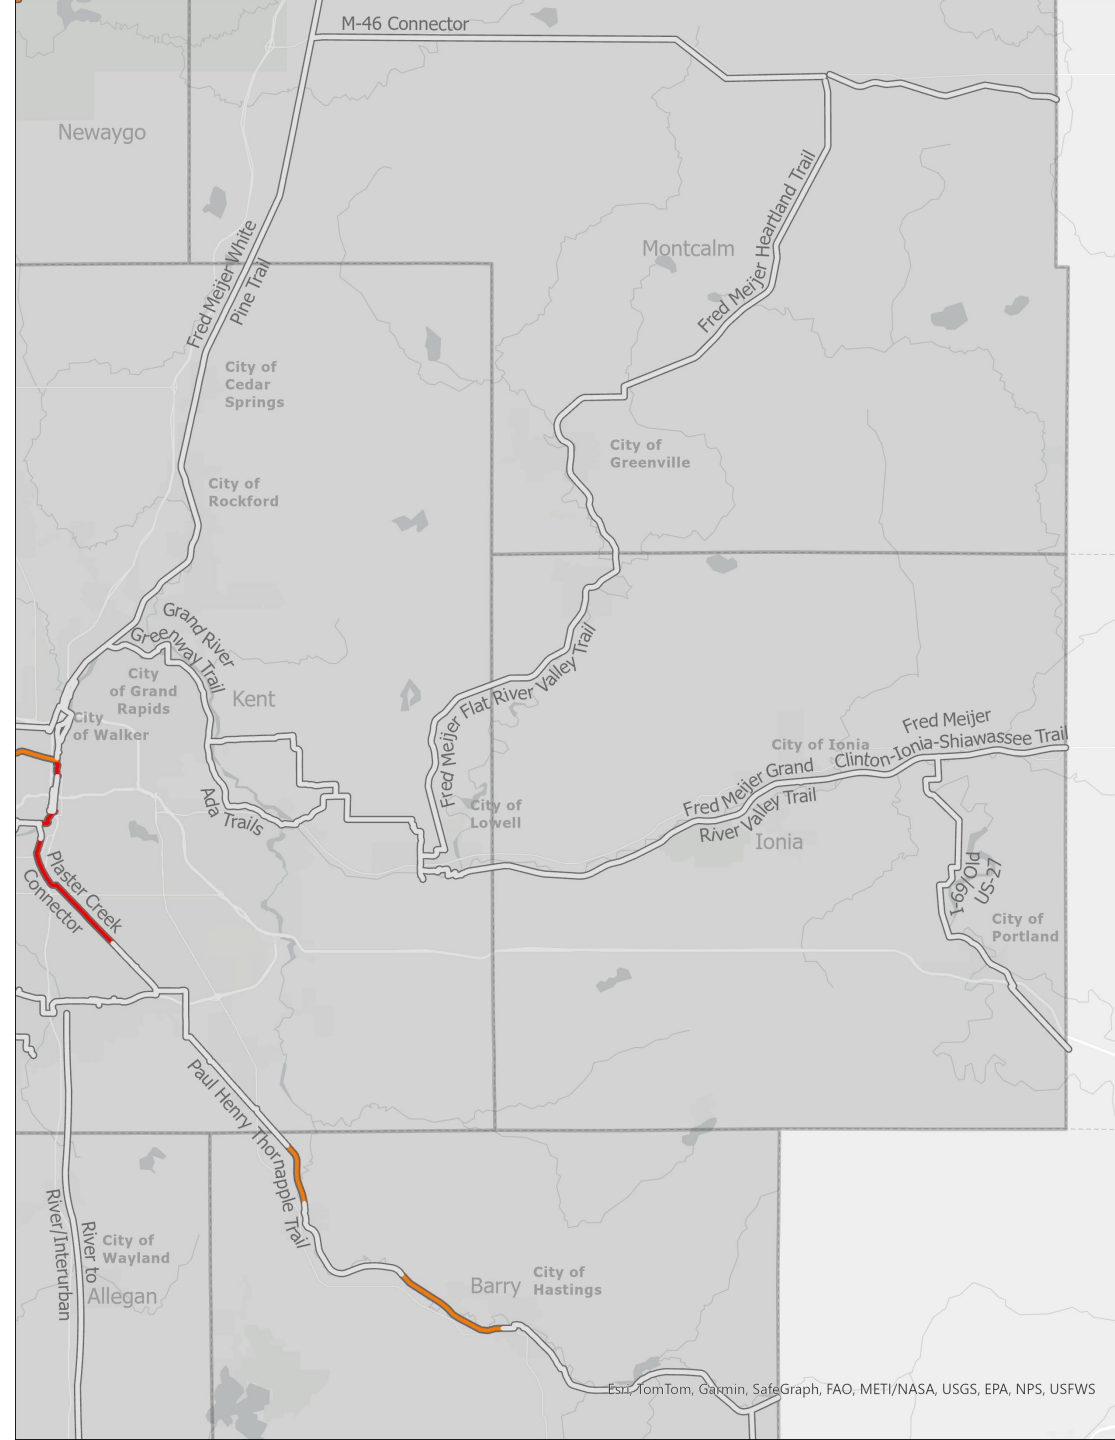 M-46 Connector
Newaygo
Fred Meijer Heartland Trail
Montcalm
Fred Meijer White
Pine Trail
City of
Cedar
Springs
City of
Greenville
City of
Rockford
Grand River
Greenway Trail
City
of Grand
Rapids
Kent
City
of Walker
Fred Meijer Flat River Valley Trail
Fred Meijer
Clinton-Ionia-Shiawassee Trail
City of Ionia
Fred Meijer Grand
River Valley Trail
Ada Trails
City of
Lowell
Ionia
Plaster Creek
Connector
I-69/Old
US-27
City of
Portland
Paul Henry Thornapple Trail
River/Interurban
River to
City of
Wayland
Allegan
Barry
City of
Hastings
Esri, TomTom, Garmin, SafeGraph, FAO, METI/NASA, USGS, EPA, NPS, USFWS